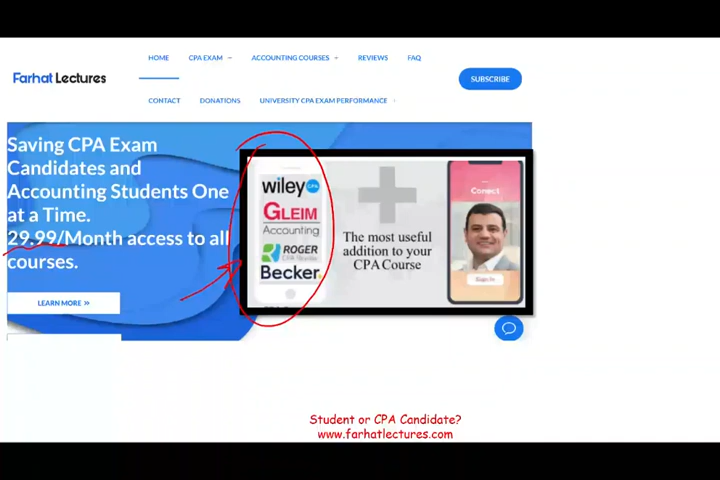 HOME CPA EXAM ACCOUNTING COURSES REVIEWS FAQ
Farhat Lectures
SUBSCRIBE
CONTACT DONATIONS UNIVERSITY CPA EXAM PERFORMANCE
Saving CPA Exam
Candidates and
Accounting Students One
at a Time.
29.99/Month access to all
courses.
LEARN MORE »
wiley CPA
GLEIM
Accounting
ROGER
CPA Review
Becker.
The most useful
addition to your
CPA Course
Correct
Sign In
Student or CPA Candidate?
www.farhatlectures.com